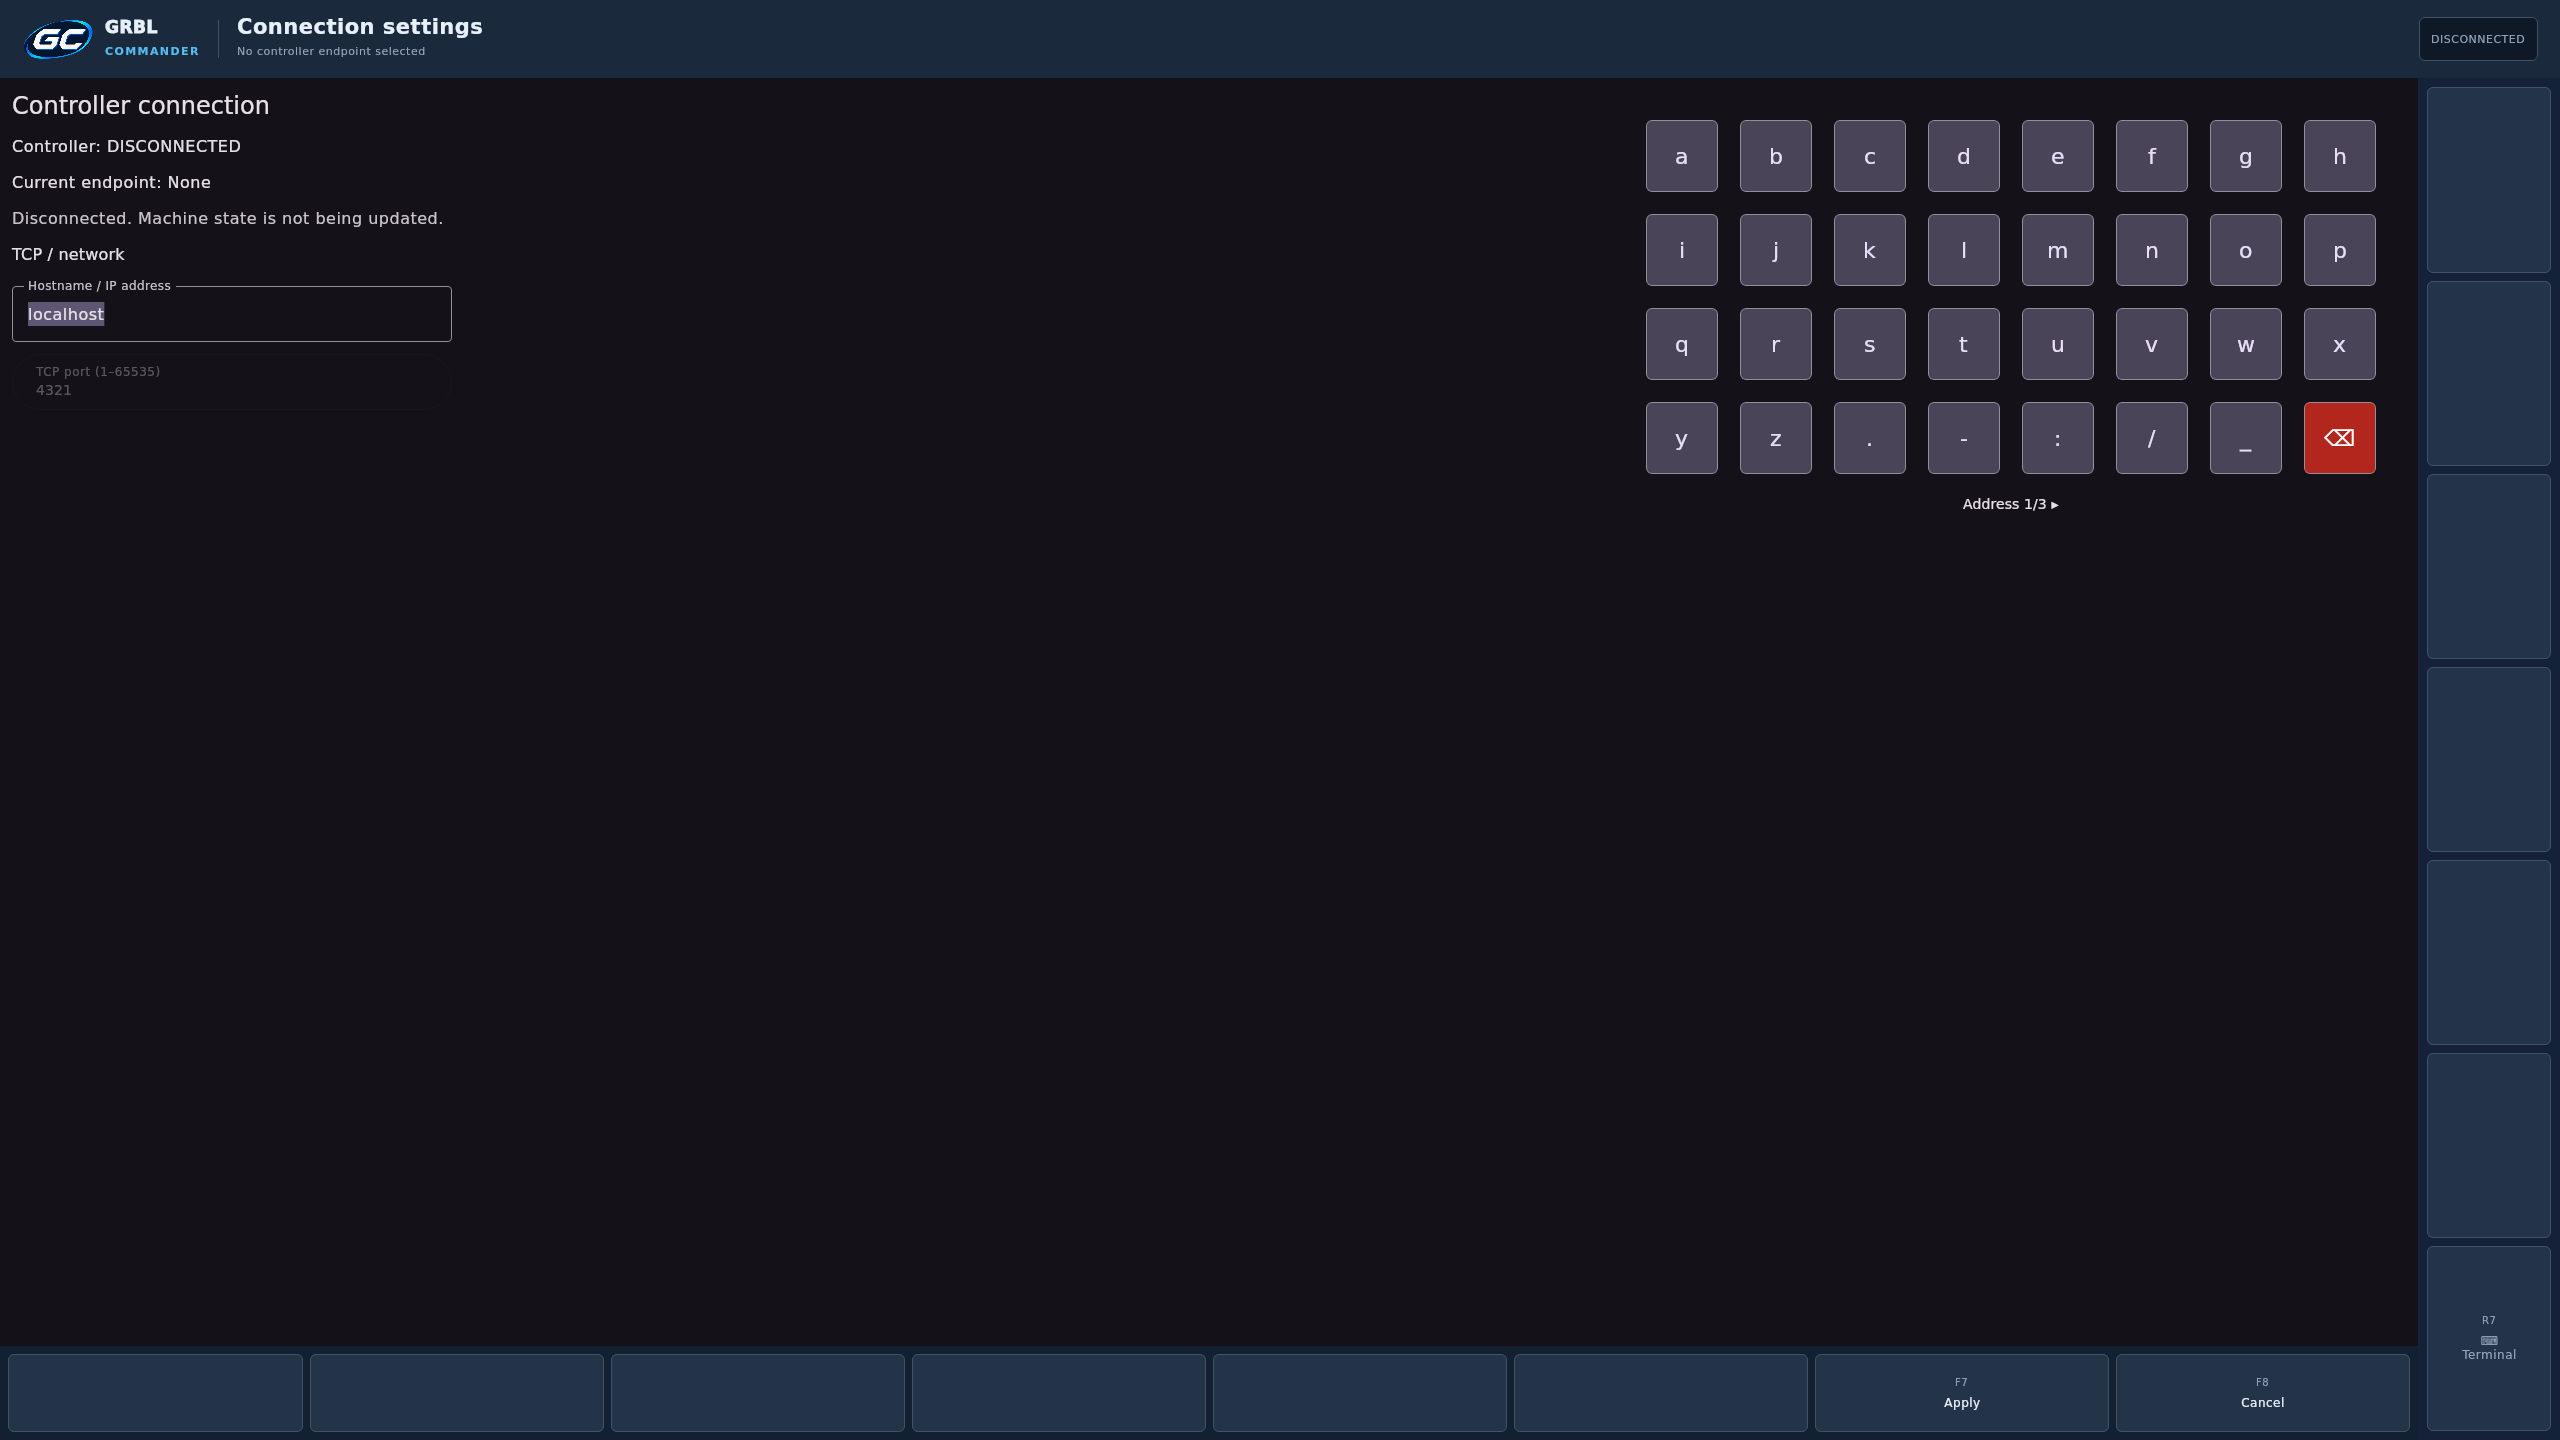 GC
GRBL
COMMANDER
Connection settings
No controller endpoint selected
DISCONNECTED
Controller connection
Controller: DISCONNECTED
Current endpoint: None
Disconnected. Machine state is not being updated.
TCP / network
Hostname / IP address
localhost
TCP port (1–65535)
4321
a b c d e f g h
i j k l m n o p
q r s t u v w x
y z . - : / _ ⌫
Address 1/3 ▸
R7
⌨
Terminal
F7
Apply
F8
Cancel